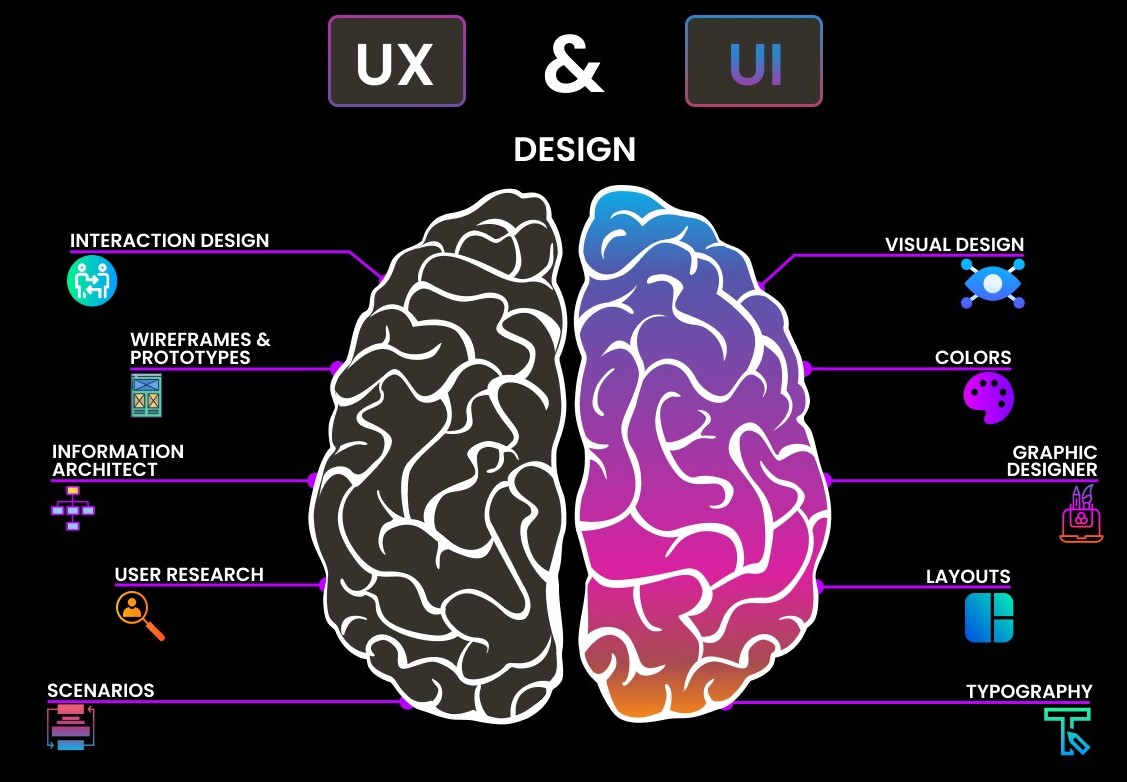 UX & UI
DESIGN
INTERACTION DESIGN
WIREFRAMES &
PROTOTYPES
INFORMATION
ARCHITECT
USER RESEARCH
SCENARIOS
VISUAL DESIGN
COLORS
GRAPHIC
DESIGNER
LAYOUTS
TYPOGRAPHY